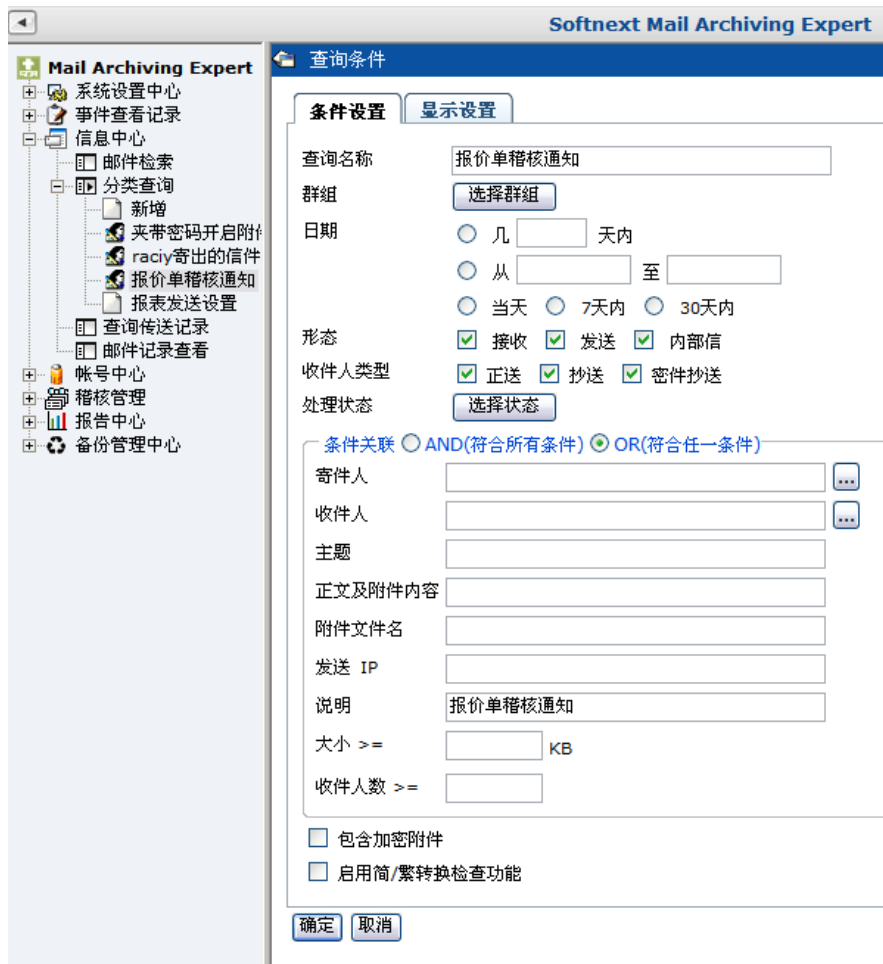 Softnext Mail Archiving Expert
Mail Archiving Expert
系统设置中心
事件查看记录
信息中心
邮件检索
分类查询
新增
夹带密码开启附件
raciy寄出的信件
报价单稽核通知
报表发送设置
查询传送记录
邮件记录查看
帐号中心
稽核管理
报告中心
备份管理中心
查询条件
条件设置 显示设置
查询名称 报价单稽核通知
群组 选择群组
日期 几 天内
从 至
当天 7天内 30天内
形态 接收 发送 内部信
收件人类型 正送 抄送 密件抄送
处理状态 选择状态
条件关联 AND(符合所有条件) OR(符合任一条件)
寄件人 ...
收件人 ...
主题
正文及附件内容
附件文件名
发送 IP
说明 报价单稽核通知
大小 >= KB
收件人数 >=
包含加密附件
启用简/繁转换检查功能
确定 取消